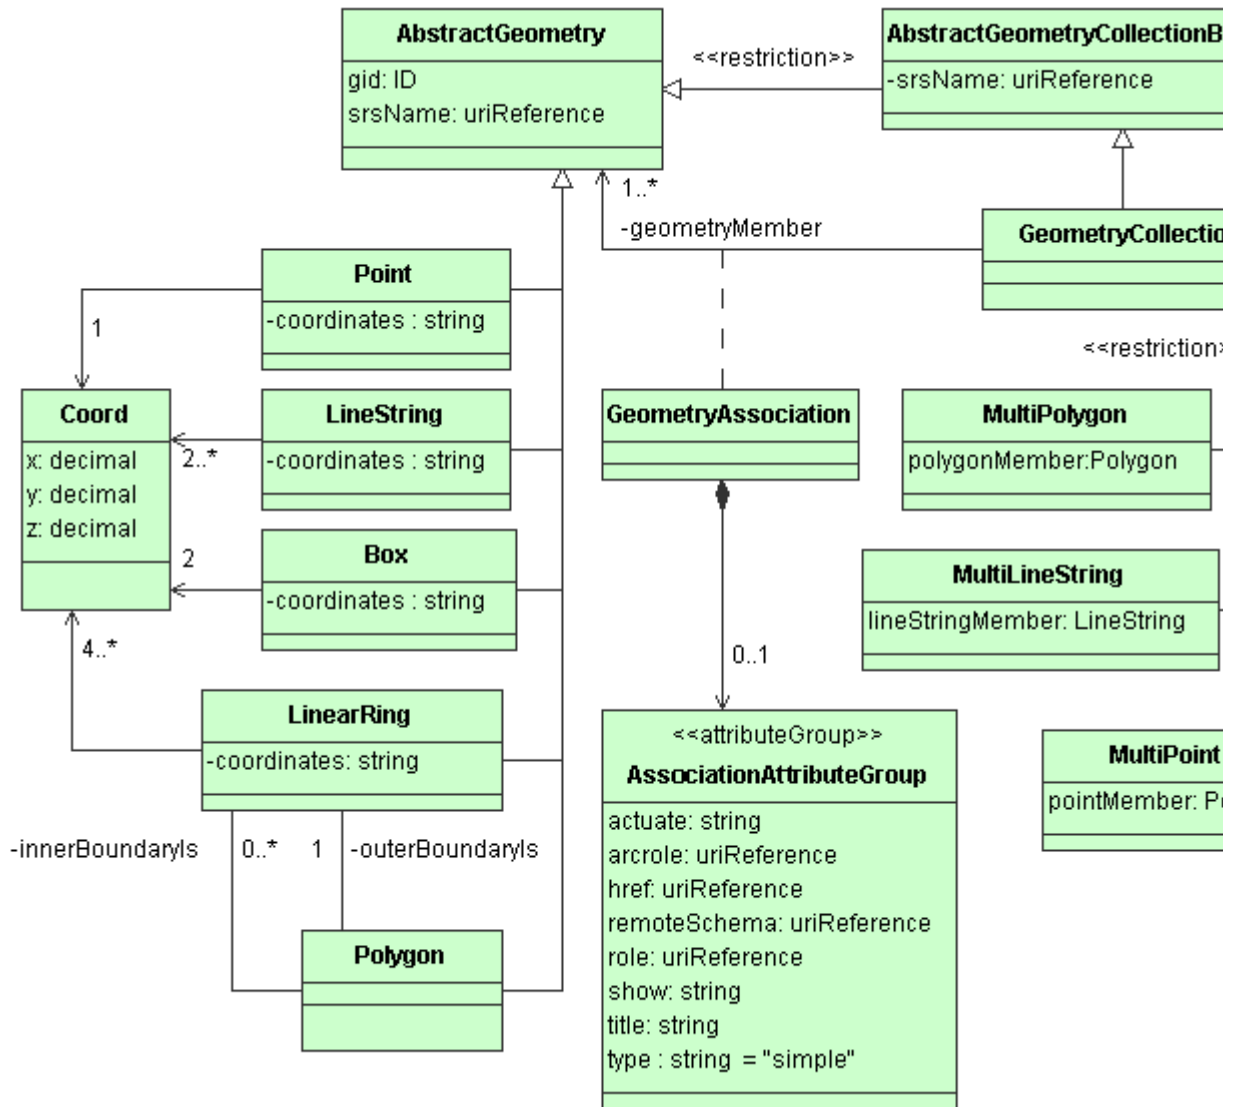 AbstractGeometry
gid: ID
srsName: uriReference
<<restriction>>
AbstractGeometryCollectionB
-srsName: uriReference
1..*
-geometryMember
GeometryCollectio
Point
-coordinates : string
1
<<restriction>
Coord
x: decimal
y: decimal
z: decimal
LineString
-coordinates : string
2..*
GeometryAssociation
MultiPolygon
polygonMember:Polygon
Box
-coordinates : string
2
MultiLineString
lineStringMember: LineString
4..*
0..1
LinearRing
-coordinates: string
<<attributeGroup>>
AssociationAttributeGroup
actuate: string
arcrole: uriReference
href: uriReference
remoteSchema: uriReference
role: uriReference
show: string
title: string
type : string = "simple"
MultiPoint
pointMember: P
-innerBoundaryIs
0..*
1
-outerBoundaryIs
Polygon